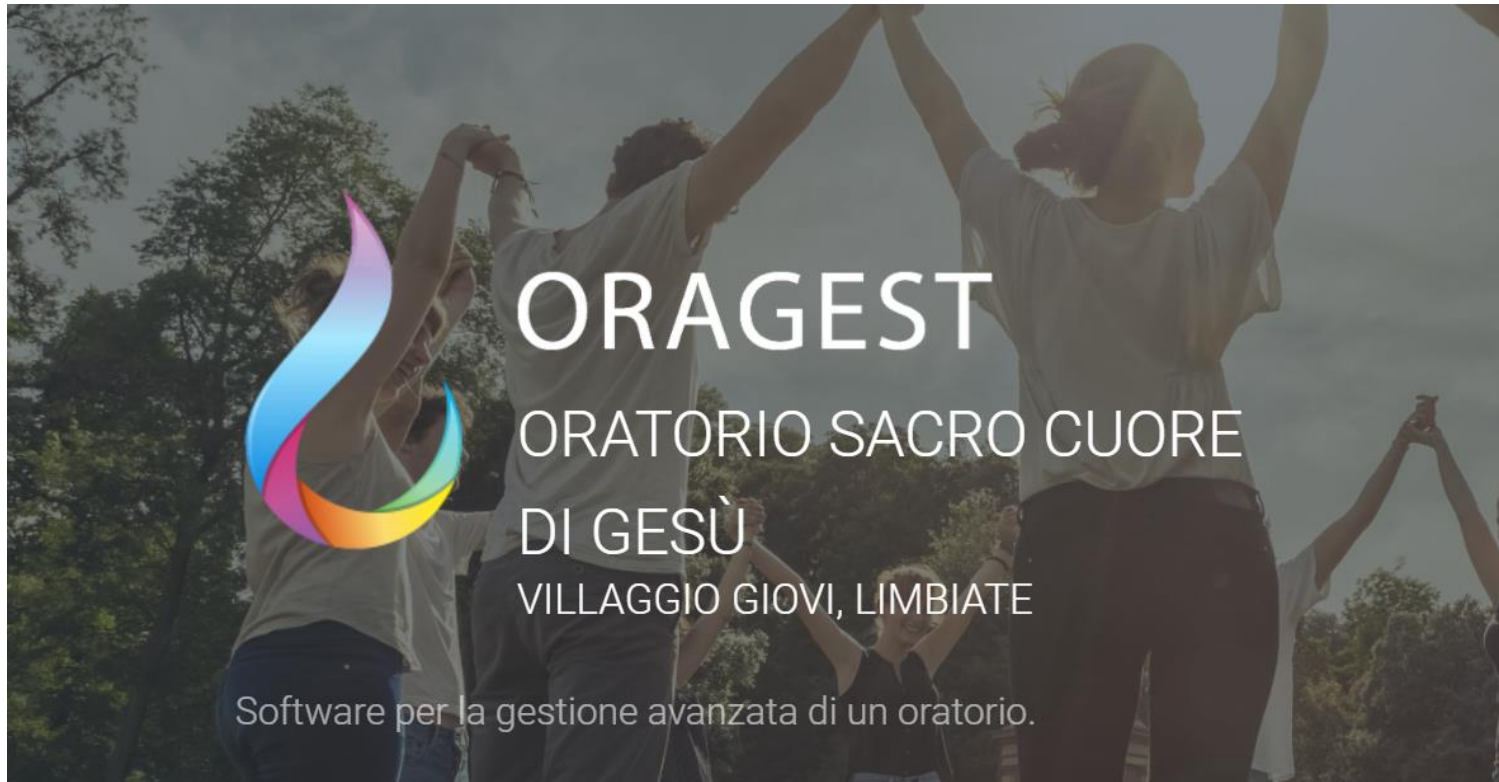 ORAGEST
ORATORIO SACRO CUORE
DI GESÙ
VILLAGGIO GIOVI, LIMBIATE
Software per la gestione avanzata di un oratorio.